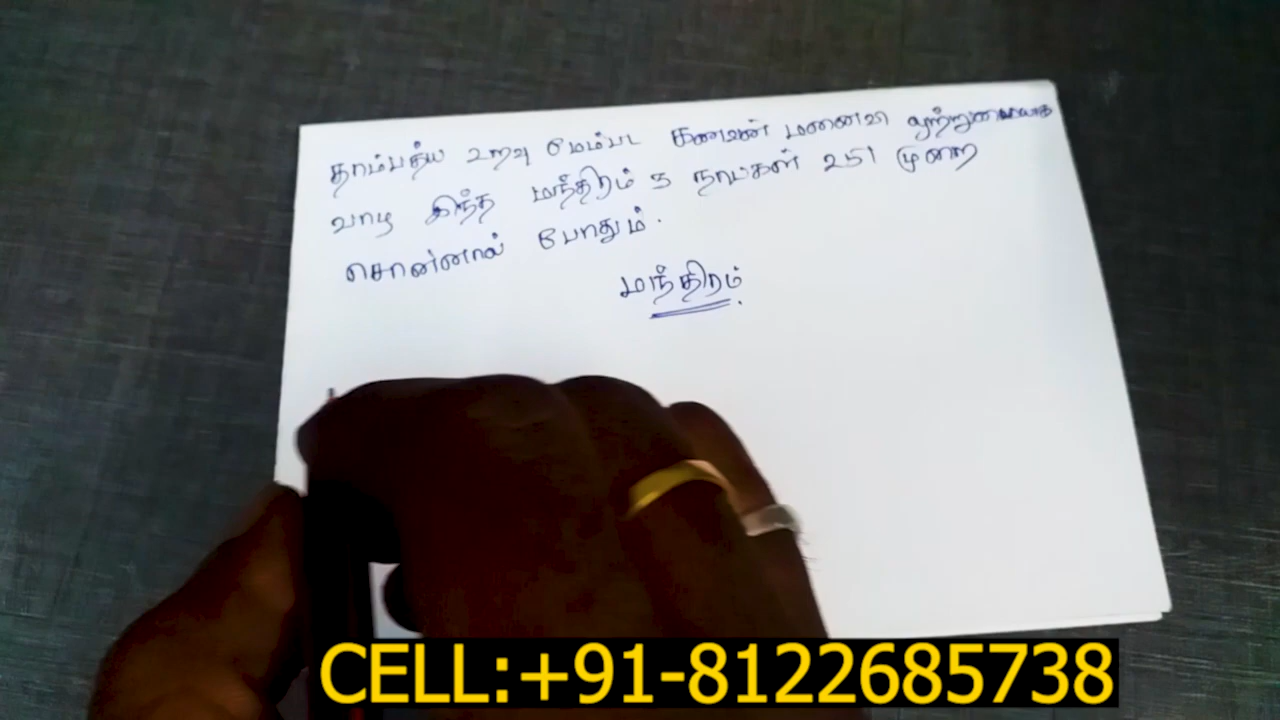 தாம்பத்ய உறவு மேம்பட கணவன் மனைவி ஒற்றுமையாக
வாழ இந்த மந்திரம் 5 நாட்கள் 251 முறை
சொன்னால் போதும்.
மந்திரம்
CELL:+91-8122685738